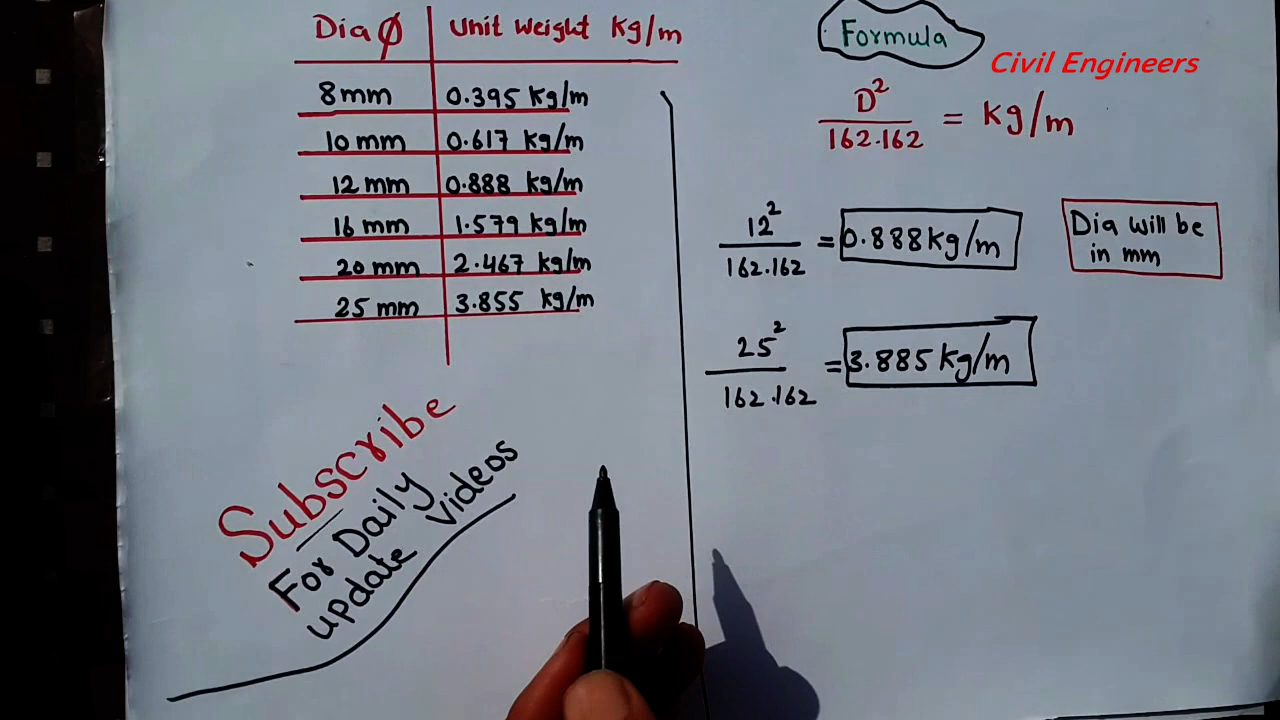 Dia Ø Unit Weight Kg/m
8mm 0.395 Kg/m
10 mm 0.617 Kg/m
12 mm 0.888 Kg/m
16 mm 1.579 Kg/m
20 mm 2.467 Kg/m
25 mm 3.855 Kg/m
Subscribe
For Daily
update videos
Formula
Civil Engineers
D²
162.162 = Kg/m
12²
162.162 = 0.888 Kg/m
Dia will be
in mm
25²
162.162 = 3.885 Kg/m